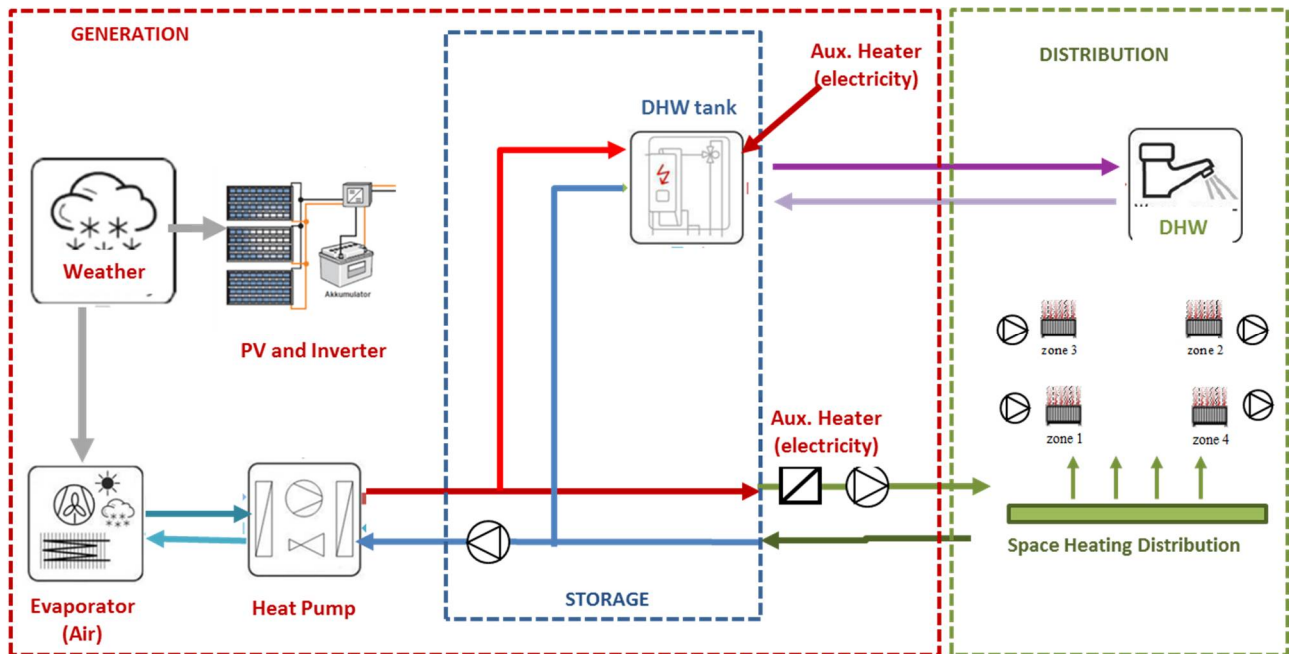 GENERATION
DISTRIBUTION
Aux. Heater
(electricity)
DHW tank
Weather
Akkumulator
PV and Inverter
DHW
zone 3
zone 2
zone 1
zone 4
Aux. Heater
(electricity)
Space Heating Distribution
Evaporator
(Air)
Heat Pump
STORAGE